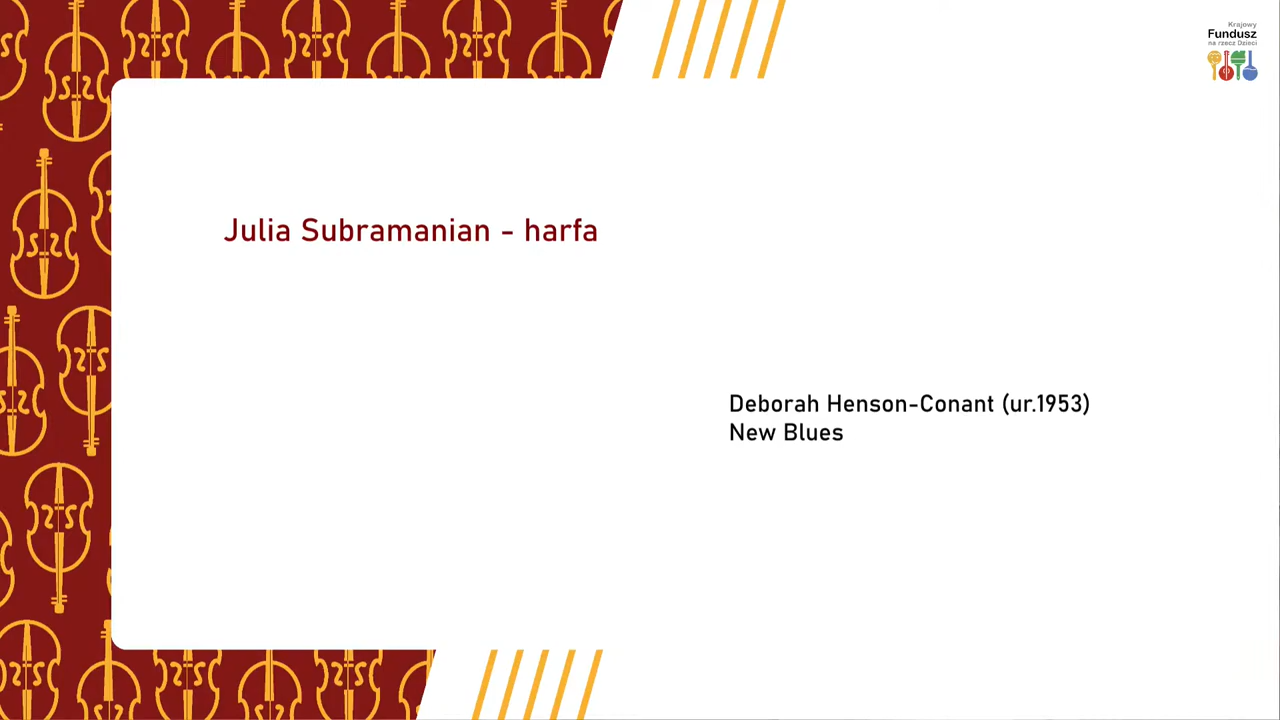 Krajowy
Fundusz
na rzecz Dzieci
Julia Subramanian - harfa
Deborah Henson-Conant (ur.1953)
New Blues